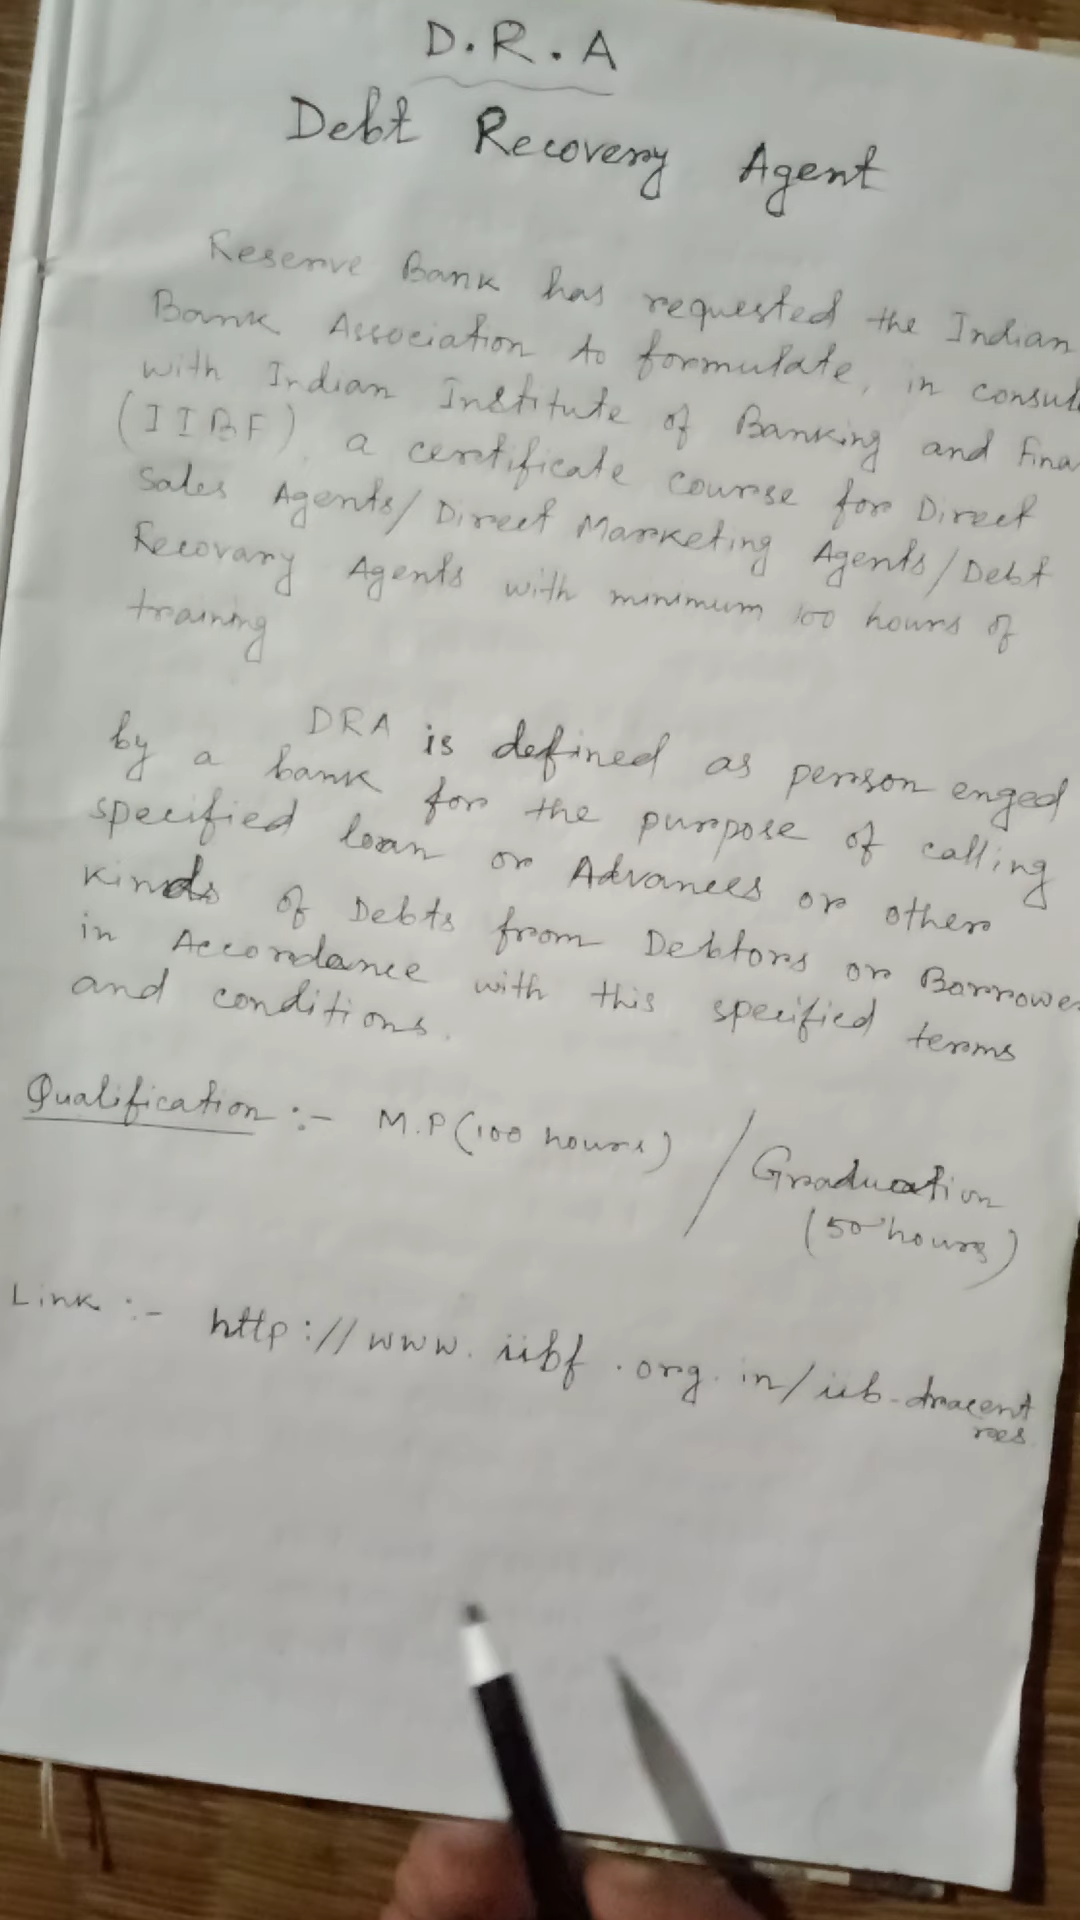 D.R.A
Debt Recovery Agent
Reserve Bank has requested the Indian
Bank Association to formulate, in consul
with Indian Institute of Banking and Fina
(IIBF), a certificate course for Direct
Sales Agents/Direct Marketing Agents/Debt
Recovary Agents with minimum 100 hours of
training
DRA is defined as person enged
by a bank for the purpose of calling
specified loan or Advances or other
kinds of Debts from Debtors or Borrower
in Accordance with this specified terms
and conditions.
Qualification :- M.P (100 hours) / Graduation
(50 hours)
Link :- http://www.iibf.org.in/iib-dracent
res